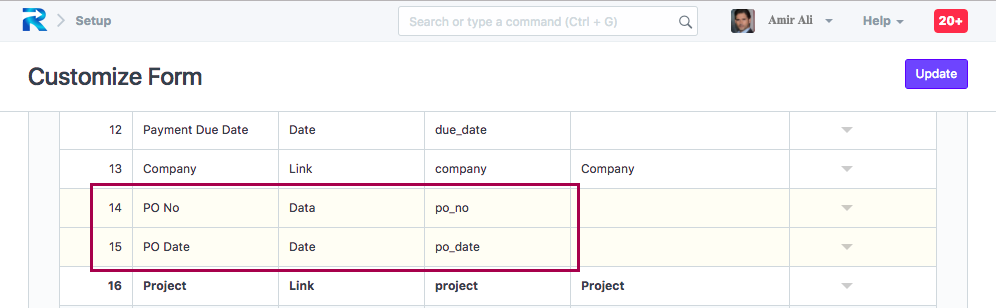 Setup Search or type a command (Ctrl + G) Amir Ali Help 20+
Customize Form Update
12 Payment Due Date Date due_date
13 Company Link company Company
14 PO No Data po_no
15 PO Date Date po_date
16 Project Link project Project